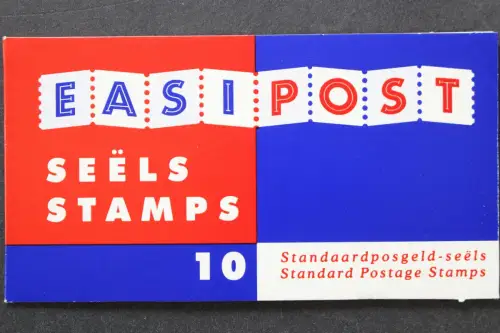 EASIPOST
SEËLS
STAMPS
10
Standaardposgeld-seëls
Standard Postage Stamps